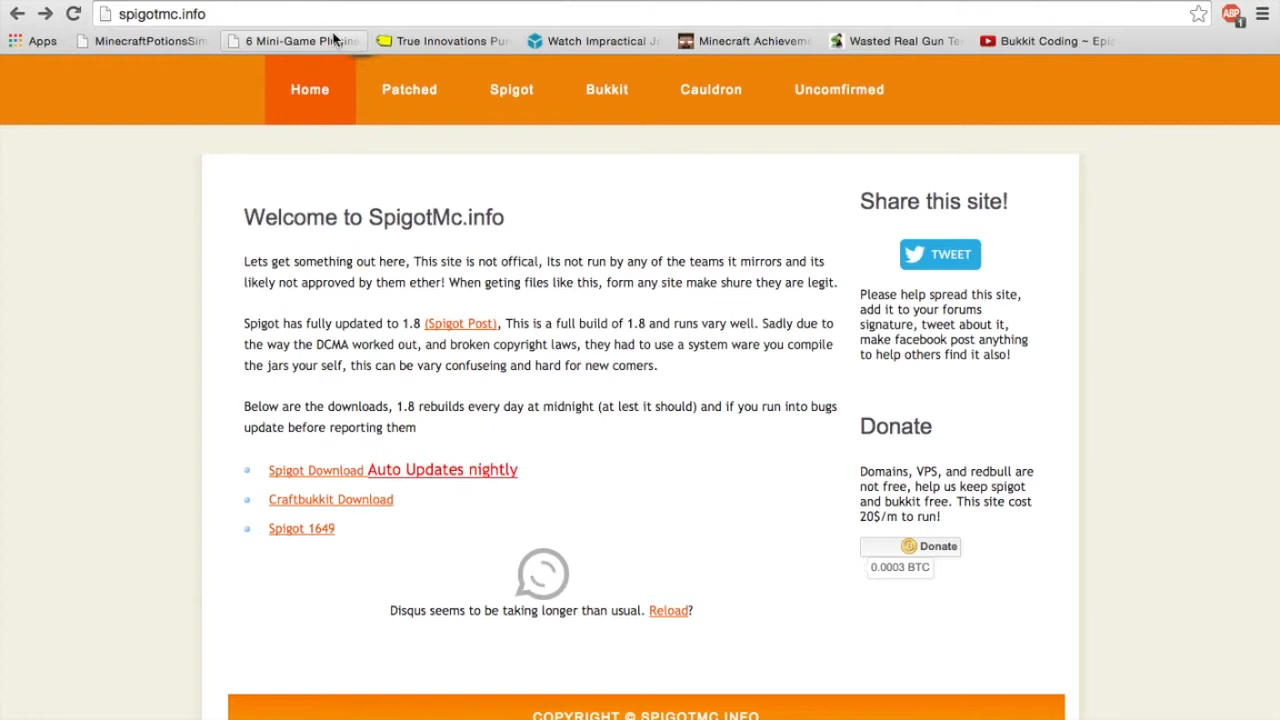 spigotmc.info
ABP
1
Apps MinecraftPotionsSim 6 Mini-Game Plugins True Innovations Pur Watch Impractical J Minecraft Achieveme Wasted Real Gun Te Bukkit Coding ~ Epic
Home Patched Spigot Bukkit Cauldron Uncomfirmed
Welcome to SpigotMc.info
Lets get something out here, This site is not offical, Its not run by any of the teams it mirrors and its
likely not approved by them ether! When geting files like this, form any site make shure they are legit.
Spigot has fully updated to 1.8 (Spigot Post), This is a full build of 1.8 and runs vary well. Sadly due to
the way the DCMA worked out, and broken copyright laws, they had to use a system ware you compile
the jars your self, this can be vary confuseing and hard for new comers.
Below are the downloads, 1.8 rebuilds every day at midnight (at lest it should) and if you run into bugs
update before reporting them
Spigot Download Auto Updates nightly
Craftbukkit Download
Spigot 1649
Disqus seems to be taking longer than usual. Reload?
Share this site!
TWEET
Please help spread this site,
add it to your forums
signature, tweet about it,
make facebook post anything
to help others find it also!
Donate
Domains, VPS, and redbull are
not free, help us keep spigot
and bukkit free. This site cost
20$/m to run!
Donate
0.0003 BTC
COPYRIGHT © SPIGOTMC.INFO